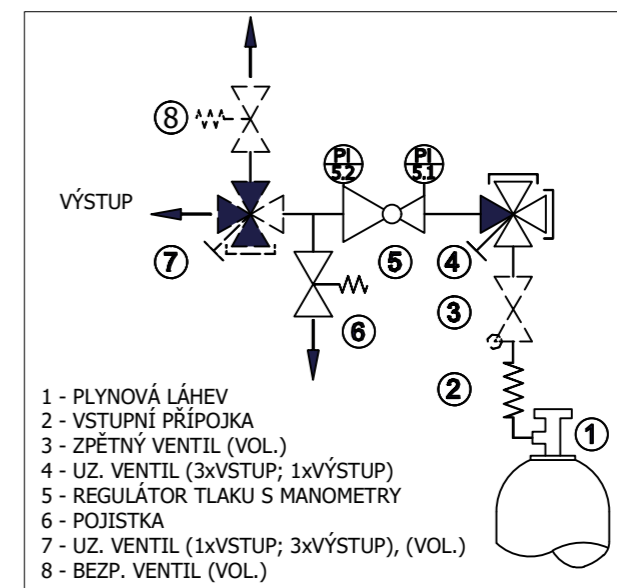 8
PI
5.2
PI
5.1
VÝSTUP
7
5
4
6
3
2
1
1 - PLYNOVÁ LÁHEV
2 - VSTUPNÍ PŘÍPOJKA
3 - ZPĚTNÝ VENTIL (VOL.)
4 - UZ. VENTIL (3xVSTUP; 1xVÝSTUP)
5 - REGULÁTOR TLAKU S MANOMETRY
6 - POJISTKA
7 - UZ. VENTIL (1xVSTUP; 3xVÝSTUP), (VOL.)
8 - BEZP. VENTIL (VOL.)